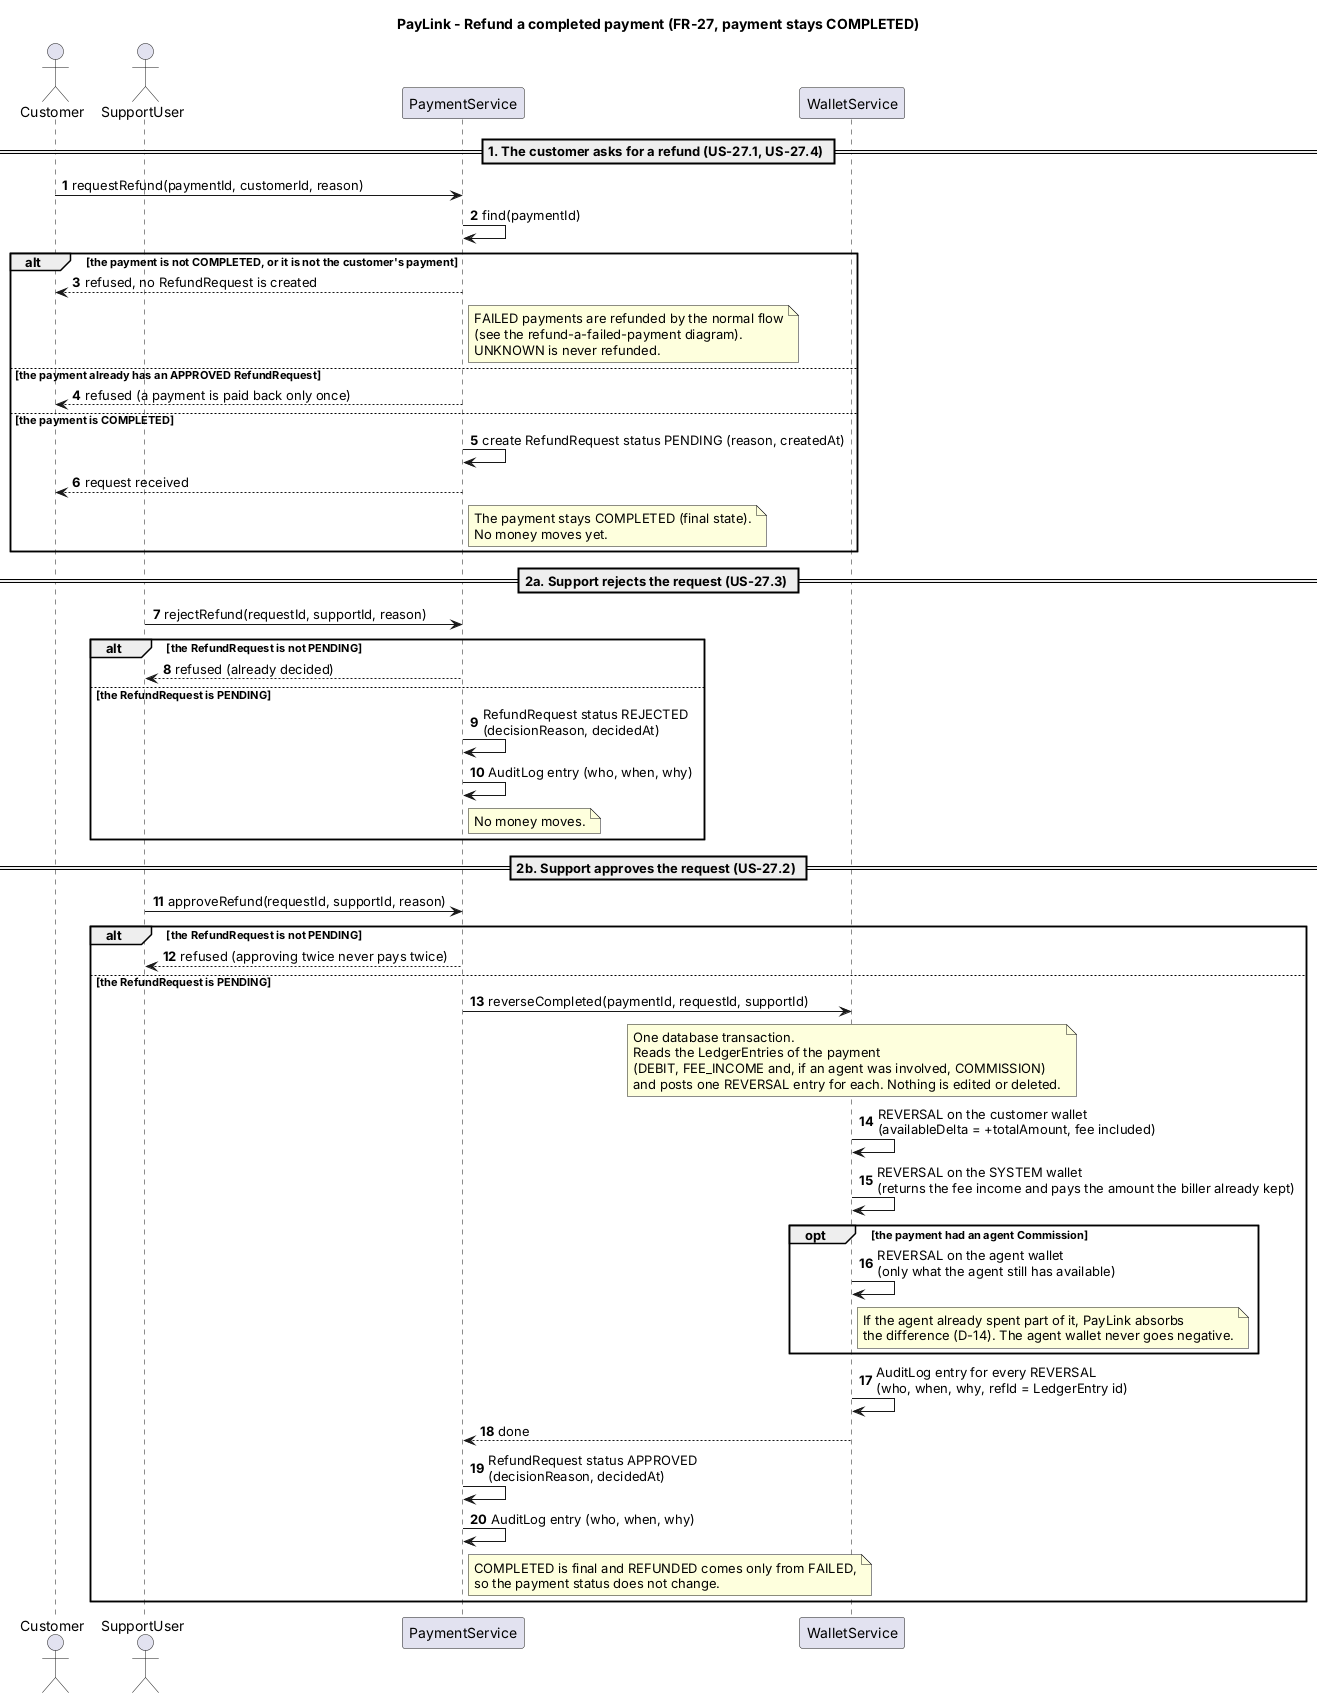 PayLink - Refund a completed payment (FR-27, payment stays COMPLETED)
Customer
SupportUser
PaymentService
WalletService
1. The customer asks for a refund (US-27.1, US-27.4)
1 requestRefund(paymentId, customerId, reason)
2 find(paymentId)
alt [the payment is not COMPLETED, or it is not the customer's payment]
3 refused, no RefundRequest is created
FAILED payments are refunded by the normal flow
(see the refund-a-failed-payment diagram).
UNKNOWN is never refunded.
[the payment already has an APPROVED RefundRequest]
4 refused (a payment is paid back only once)
[the payment is COMPLETED]
5 create RefundRequest status PENDING (reason, createdAt)
6 request received
The payment stays COMPLETED (final state).
No money moves yet.
2a. Support rejects the request (US-27.3)
7 rejectRefund(requestId, supportId, reason)
alt [the RefundRequest is not PENDING]
8 refused (already decided)
[the RefundRequest is PENDING]
9 RefundRequest status REJECTED
(decisionReason, decidedAt)
10 AuditLog entry (who, when, why)
No money moves.
2b. Support approves the request (US-27.2)
11 approveRefund(requestId, supportId, reason)
alt [the RefundRequest is not PENDING]
12 refused (approving twice never pays twice)
[the RefundRequest is PENDING]
13 reverseCompleted(paymentId, requestId, supportId)
One database transaction.
Reads the LedgerEntries of the payment
(DEBIT, FEE_INCOME and, if an agent was involved, COMMISSION)
and posts one REVERSAL entry for each. Nothing is edited or deleted.
14 REVERSAL on the customer wallet
(availableDelta = +totalAmount, fee included)
15 REVERSAL on the SYSTEM wallet
(returns the fee income and pays the amount the biller already kept)
opt [the payment had an agent Commission]
16 REVERSAL on the agent wallet
(only what the agent still has available)
If the agent already spent part of it, PayLink absorbs
the difference (D-14). The agent wallet never goes negative.
17 AuditLog entry for every REVERSAL
(who, when, why, refId = LedgerEntry id)
18 done
19 RefundRequest status APPROVED
(decisionReason, decidedAt)
20 AuditLog entry (who, when, why)
COMPLETED is final and REFUNDED comes only from FAILED,
so the payment status does not change.
Customer
SupportUser
PaymentService
WalletService